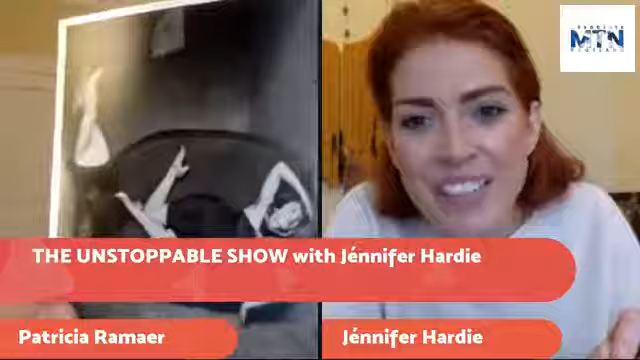 MTN
THE UNSTOPPABLE SHOW with Jénnifer Hardie
Patricia Ramaer
Jénnifer Hardie